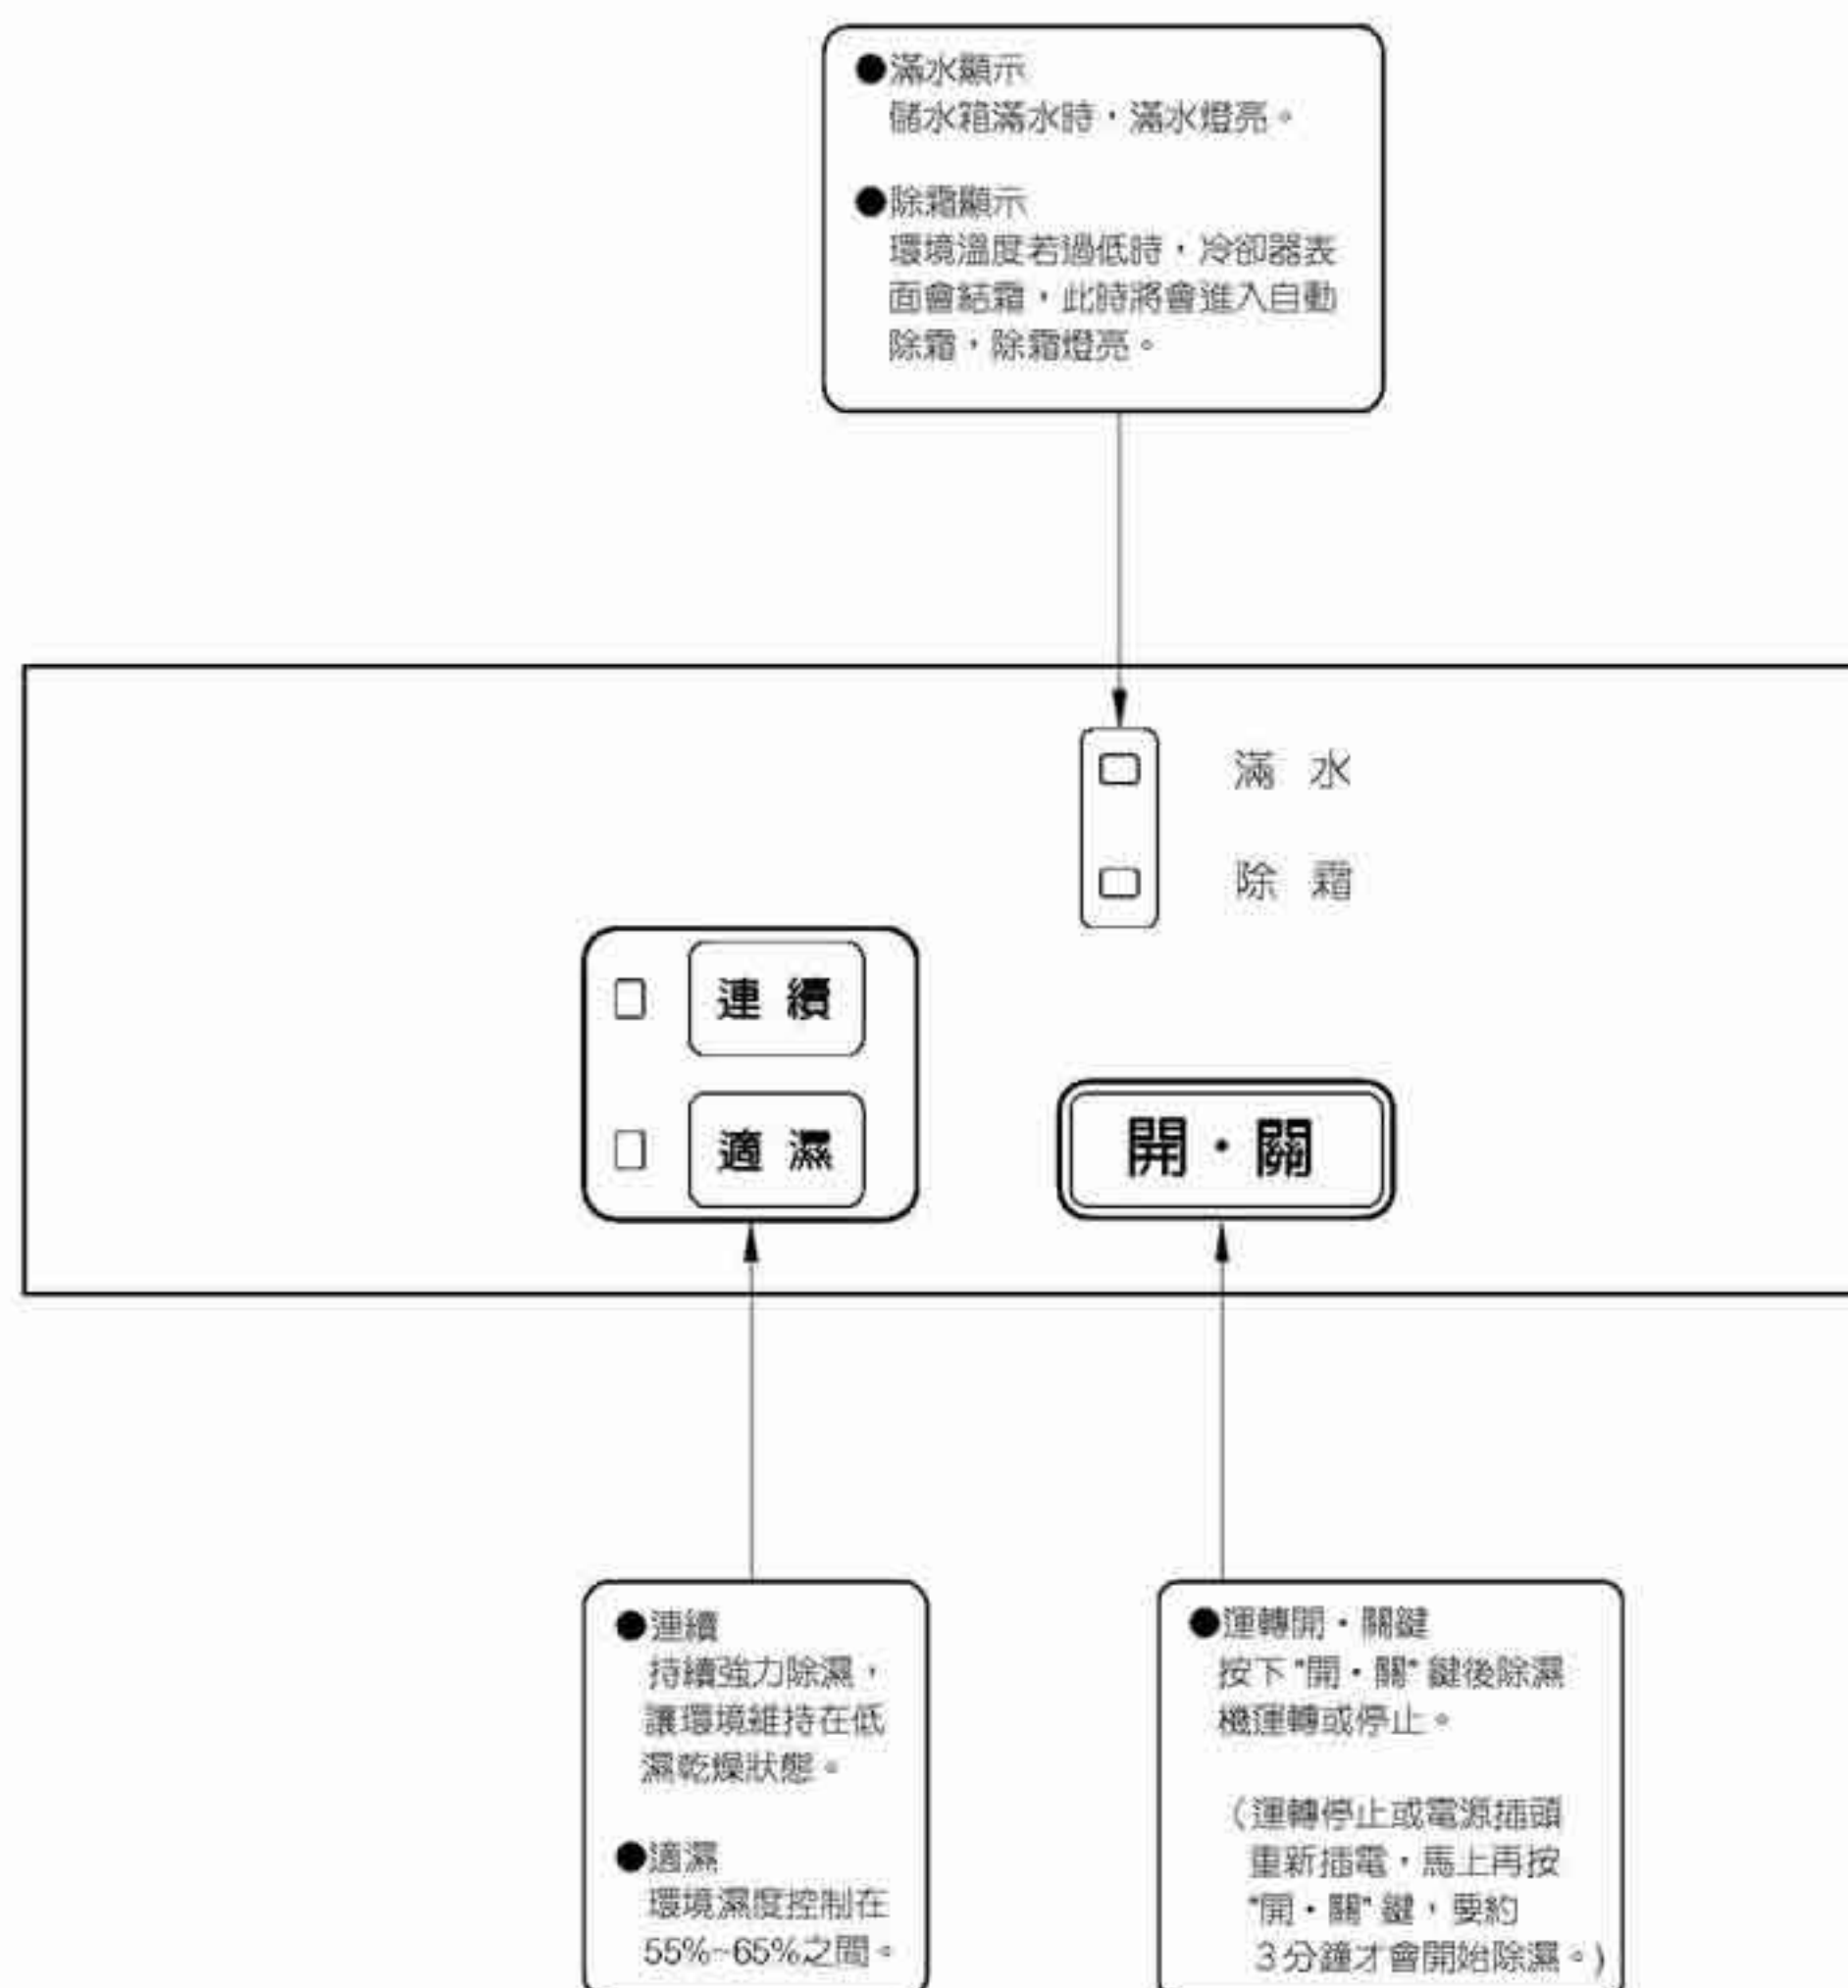 ●滿水顯示
儲水箱滿水時，滿水燈亮。
●除霜顯示
環境溫度若過低時，冷卻器表
面會結霜，此時將會進入自動
除霜，除霜燈亮。
滿 水
除 霜
連 續
適 濕
開・關
●連續
持續強力除濕，
讓環境維持在低
濕乾燥狀態。
●適濕
環境濕度控制在
55%~65%之間。
●運轉開・關鍵
按下"開・關"鍵後除濕
機運轉或停止。
（運轉停止或電源插頭
重新插電，馬上再按
"開・關"鍵，要約
3分鐘才會開始除濕。）